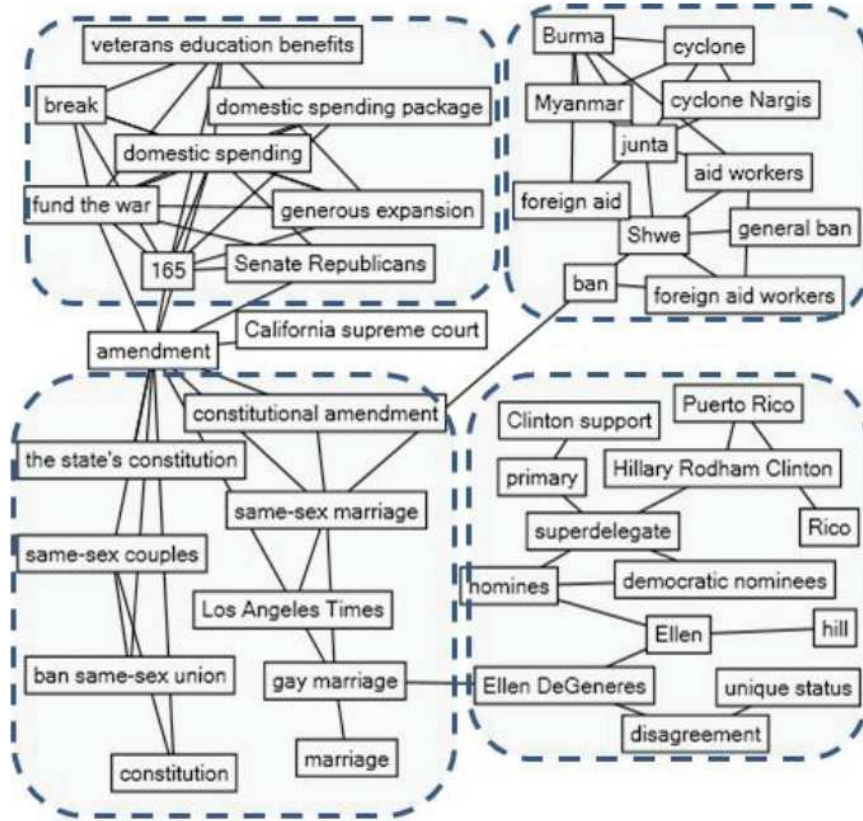 veterans education benefits
break
domestic spending package
domestic spending
fund the war
generous expansion
165
Senate Republicans
Burma
cyclone
Myanmar
cyclone Nargis
junta
aid workers
foreign aid
Shwe
general ban
ban
foreign aid workers
California supreme court
amendment
constitutional amendment
the state's constitution
same-sex marriage
same-sex couples
Los Angeles Times
ban same-sex union
gay marriage
marriage
constitution
Puerto Rico
Clinton support
Hillary Rodham Clinton
primary
Rico
superdelegate
nomines
democratic nominees
Ellen
hill
Ellen DeGeneres
unique status
disagreement